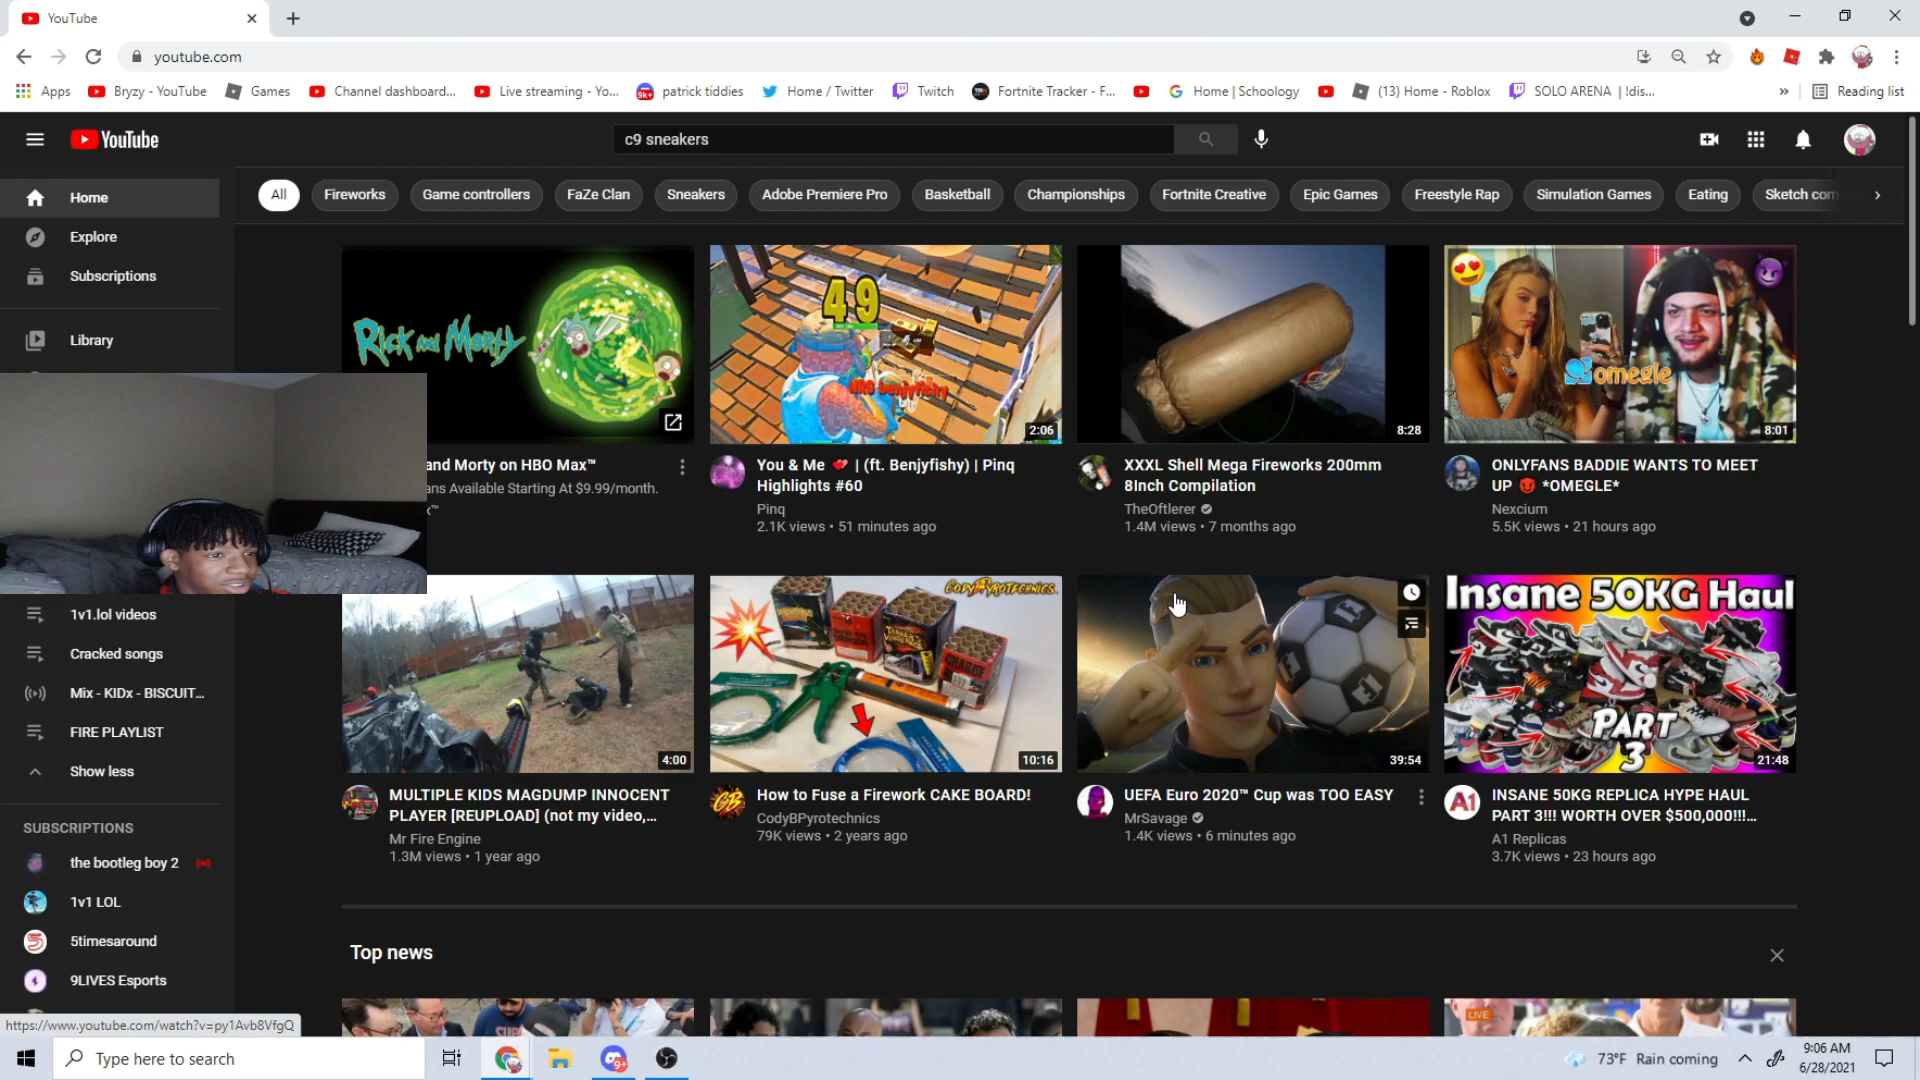 YouTube
youtube.com
Apps
Bryzy - YouTube
Games
Channel dashboard...
Live streaming - Yo...
9k+
patrick tiddies
Home / Twitter
Twitch
Fortnite Tracker - F...
Home | Schoology
(13) Home - Roblox
SOLO ARENA | !dis...
»
Reading list
YouTube
c9 sneakers
All
Fireworks
Game controllers
FaZe Clan
Sneakers
Adobe Premiere Pro
Basketball
Championships
Fortnite Creative
Epic Games
Freestyle Rap
Simulation Games
Eating
Sketch com
Home
Explore
Subscriptions
Library
1v1.lol videos
Cracked songs
Mix - KIDx - BISCUIT...
FIRE PLAYLIST
Show less
SUBSCRIPTIONS
the bootleg boy 2
1v1 LOL
5timesaround
9LIVES Esports
RICK and MORTY
and Morty on HBO Max™
ans Available Starting At $9.99/month.
x™
49
NRG benjyfishy
2:06
You & Me 💞 | (ft. Benjyfishy) | Pinq
Highlights #60
Pinq
2.1K views • 51 minutes ago
8:28
XXXL Shell Mega Fireworks 200mm
8Inch Compilation
TheOftlerer
1.4M views • 7 months ago
omegle
8:01
ONLYFANS BADDIE WANTS TO MEET
UP 😈 *OMEGLE*
Nexcium
5.5K views • 21 hours ago
4:00
MULTIPLE KIDS MAGDUMP INNOCENT
PLAYER [REUPLOAD] (not my video,...
Mr Fire Engine
1.3M views • 1 year ago
CODYBPYROTECHNICS
CHARGE
10:16
How to Fuse a Firework CAKE BOARD!
CodyBPyrotechnics
79K views • 2 years ago
39:54
UEFA Euro 2020™ Cup was TOO EASY
MrSavage
1.4K views • 6 minutes ago
Insane 50KG Haul
PART
3
21:48
A1
INSANE 50KG REPLICA HYPE HAUL
PART 3!!! WORTH OVER $500,000!!!...
A1 Replicas
3.7K views • 23 hours ago
Top news
LIVE
https://www.youtube.com/watch?v=py1Avb8VfgQ
Type here to search
9+
73°F Rain coming
9:06 AM
6/28/2021